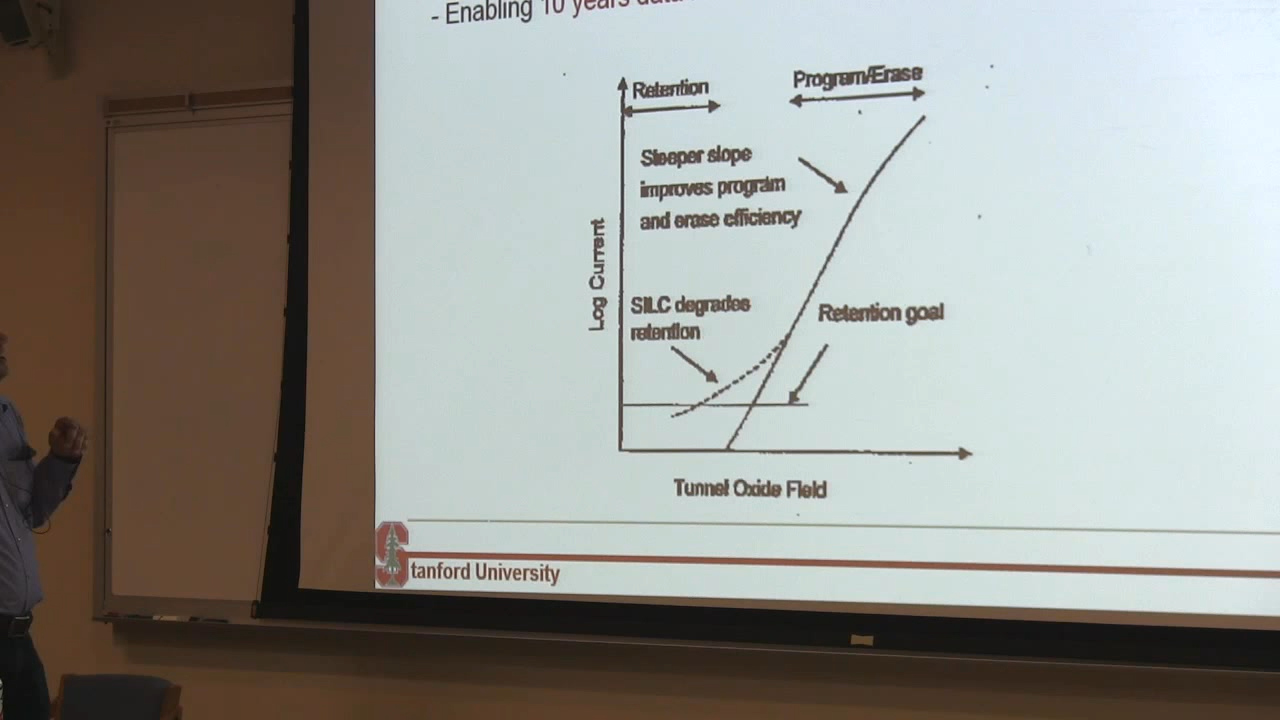 - Enabling 10 years data
Retention
Program/Erase
Steeper slope
improves program
and erase efficiency
Log Current
SILC degrades
retention
Retention goal
Tunnel Oxide Field
Stanford University